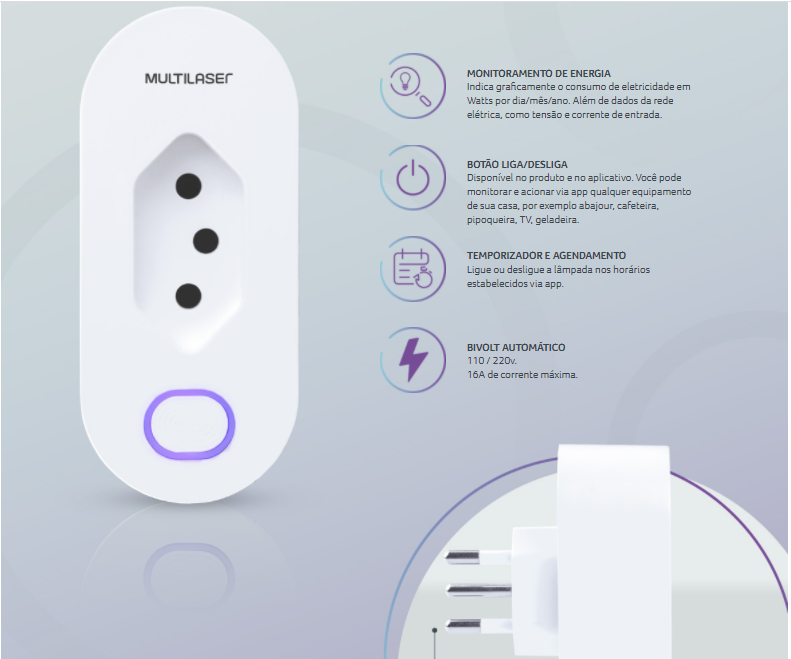 MULTILASER
MONITORAMENTO DE ENERGIA
Indica graficamente o consumo de eletricidade em
Watts por dia/mês/ano. Além de dados da rede
elétrica, como tensão e corrente de entrada.
BOTÃO LIGA/DESLIGA
Disponível no produto e no aplicativo. Você pode
monitorar e acionar via app qualquer equipamento
de sua casa, por exemplo abajour, cafeteira,
pipoqueira, TV, geladeira.
TEMPORIZADOR E AGENDAMENTO
Ligue ou desligue a lâmpada nos horários
estabelecidos via app.
BIVOLT AUTOMÁTICO
110 / 220v.
16A de corrente máxima.